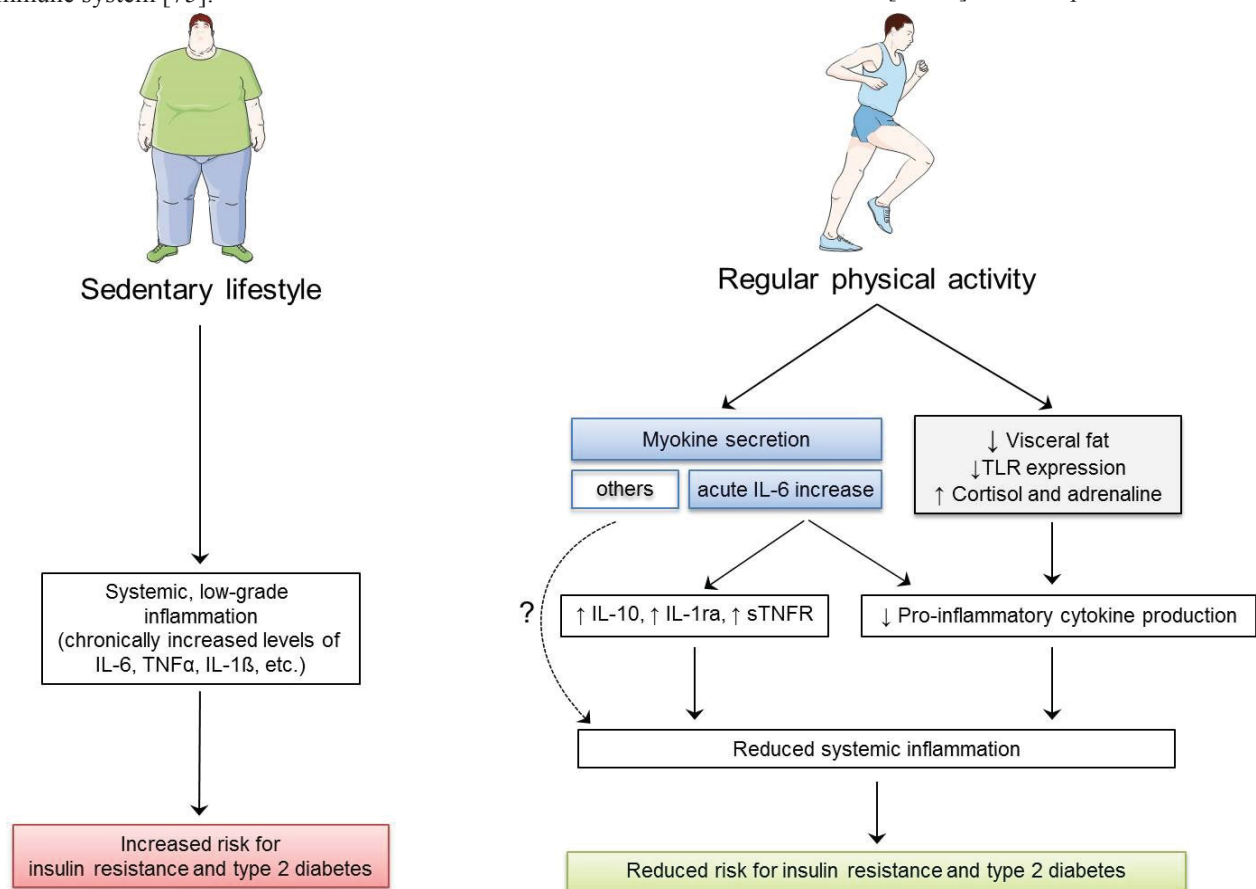 system [75].
Sedentary lifestyle
Systemic, low-grade
inflammation
(chronically increased levels of
IL-6, TNFα, IL-1ß, etc.)
Increased risk for
insulin resistance and type 2 diabetes
Regular physical activity
Myokine secretion
others
acute IL-6 increase
↓ Visceral fat
↓TLR expression
↑ Cortisol and adrenaline
?
↑ IL-10, ↑ IL-1ra, ↑ sTNFR
↓ Pro-inflammatory cytokine production
Reduced systemic inflammation
Reduced risk for insulin resistance and type 2 diabetes